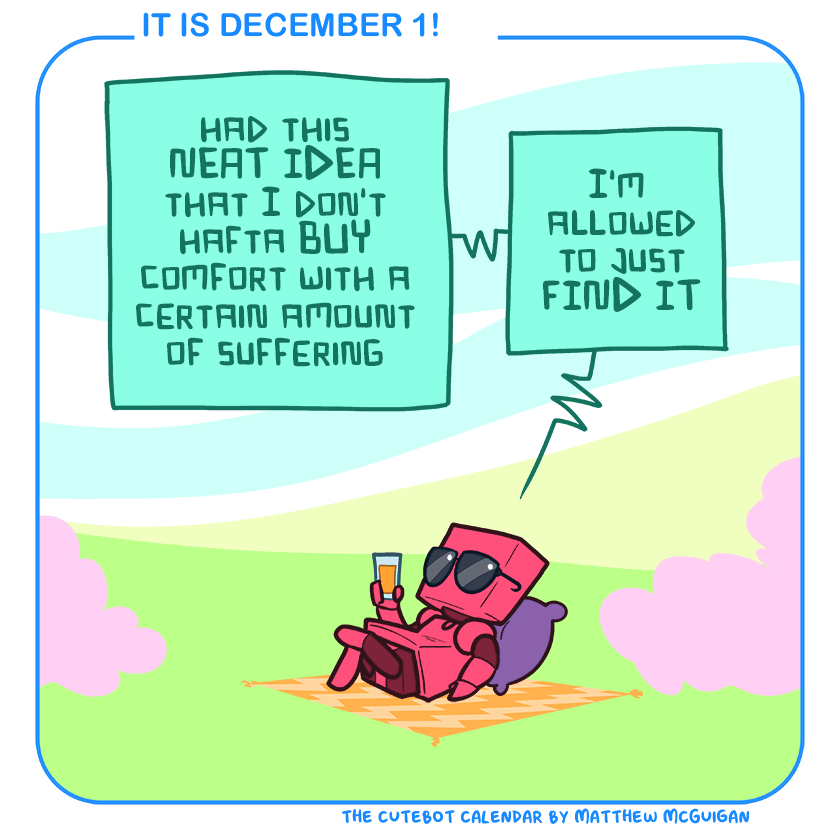 IT IS DECEMBER 1!
HAD THIS
NEAT IDEA
THAT I DON'T
HAFTA BUY
COMFORT WITH A
CERTAIN AMOUNT
OF SUFFERING
I'M
ALLOWED
TO JUST
FIND IT
THE CUTEBOT CALENDAR BY MATTHEW MCGUIGAN